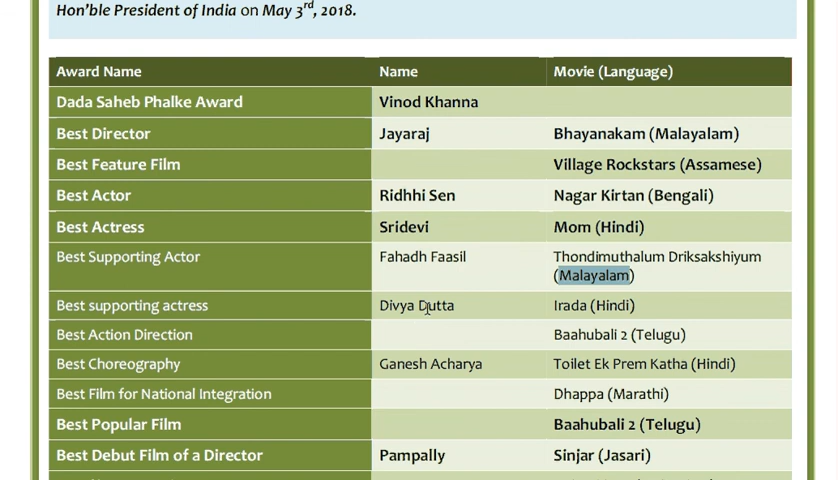 Hon'ble President of India on May 3rd, 2018.
Award Name Name Movie (Language)
Dada Saheb Phalke Award Vinod Khanna
Best Director Jayaraj Bhayanakam (Malayalam)
Best Feature Film Village Rockstars (Assamese)
Best Actor Ridhhi Sen Nagar Kirtan (Bengali)
Best Actress Sridevi Mom (Hindi)
Best Supporting Actor Fahadh Faasil Thondimuthalum Driksakshiyum
(Malayalam)
Best supporting actress Divya Dutta Irada (Hindi)
Best Action Direction Baahubali 2 (Telugu)
Best Choreography Ganesh Acharya Toilet Ek Prem Katha (Hindi)
Best Film for National Integration Dhappa (Marathi)
Best Popular Film Baahubali 2 (Telugu)
Best Debut Film of a Director Pampally Sinjar (Jasari)